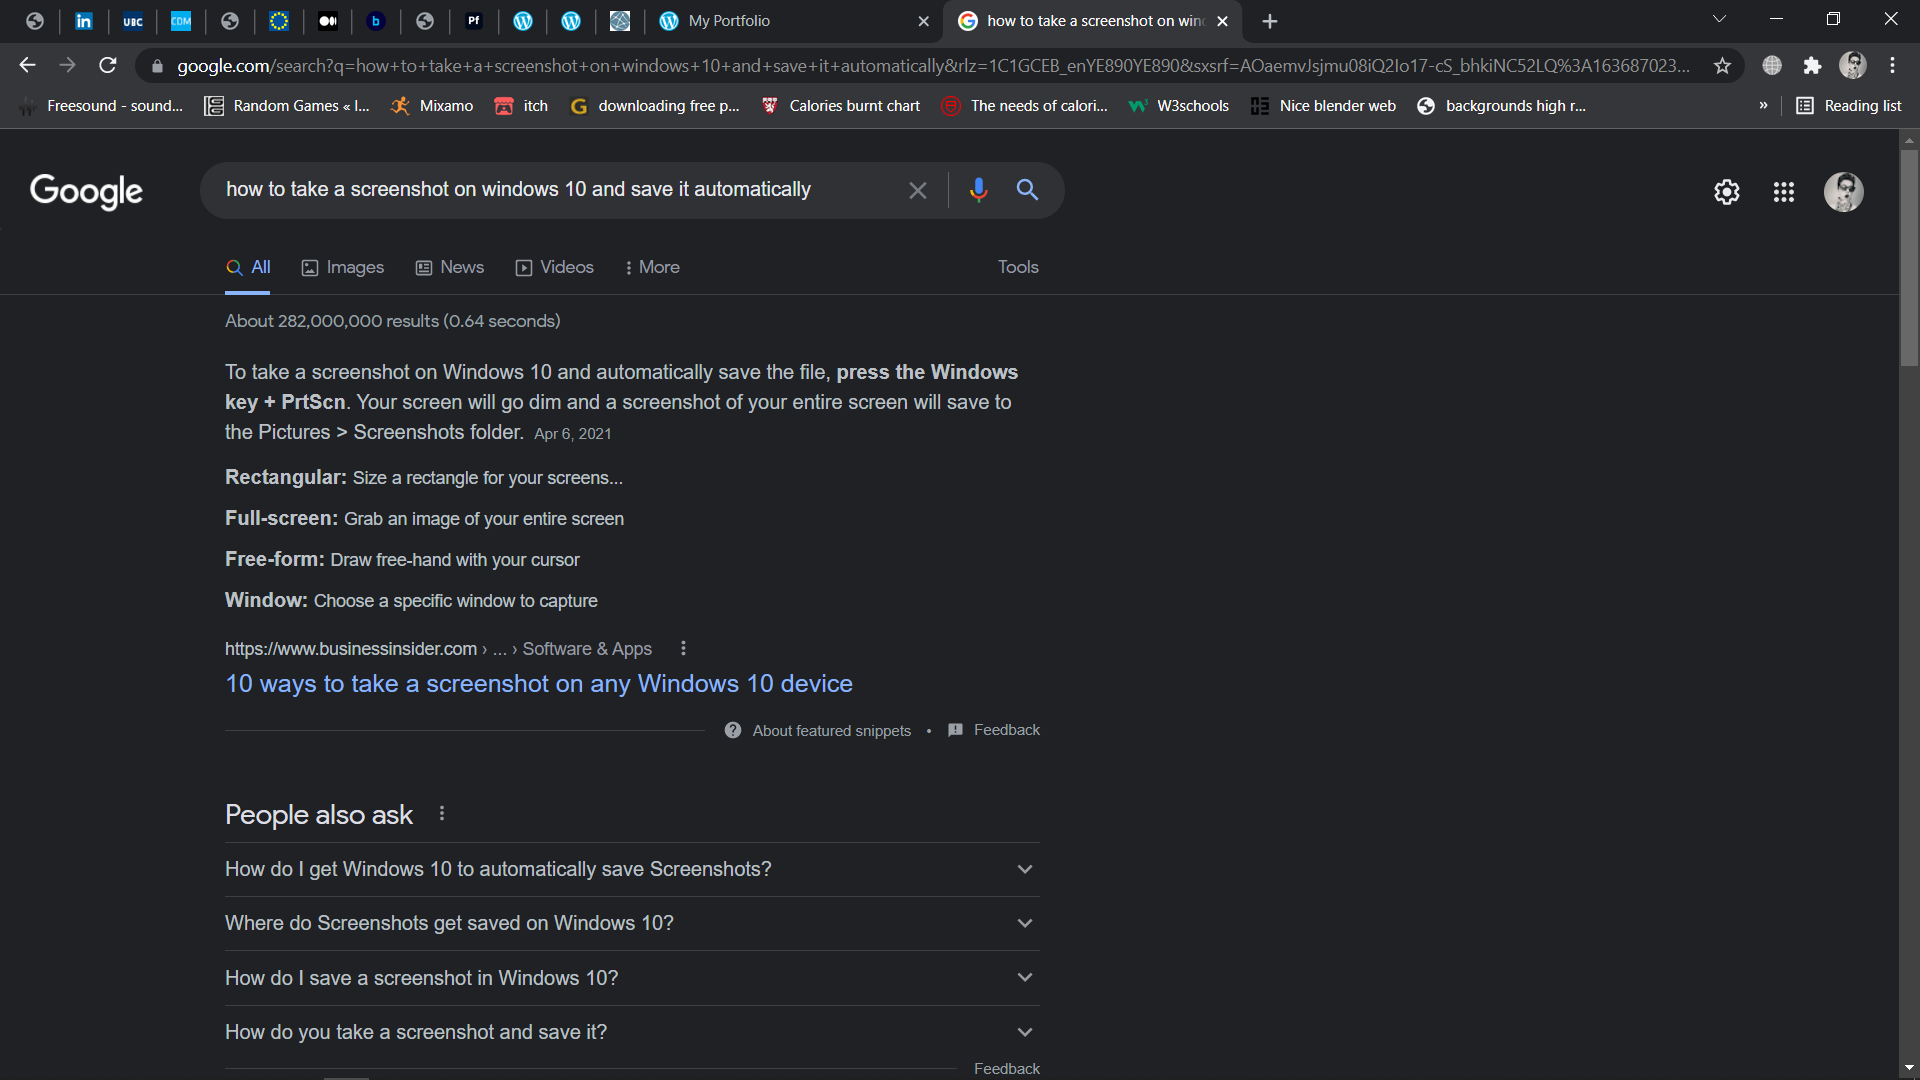 UBC
CDM
b
Pf
My Portfolio
how to take a screenshot on win
google.com/search?q=how+to+take+a+screenshot+on+windows+10+and+save+it+automatically&rlz=1C1GCEB_enYE890YE890&sxsrf=AOaemvJsjmu08iQ2Io17-cS_bhkiNC52LQ%3A163687023...
Freesound - sound...
Random Games « I...
Mixamo
itch
downloading free p...
Calories burnt chart
The needs of calori...
W3schools
Nice blender web
backgrounds high r...
»
Reading list
Google
how to take a screenshot on windows 10 and save it automatically
All
Images
News
Videos
More
Tools
About 282,000,000 results (0.64 seconds)
To take a screenshot on Windows 10 and automatically save the file, press the Windows
key + PrtScn. Your screen will go dim and a screenshot of your entire screen will save to
the Pictures > Screenshots folder. Apr 6, 2021
Rectangular: Size a rectangle for your screens...
Full-screen: Grab an image of your entire screen
Free-form: Draw free-hand with your cursor
Window: Choose a specific window to capture
https://www.businessinsider.com › ... › Software & Apps
10 ways to take a screenshot on any Windows 10 device
About featured snippets • Feedback
People also ask
How do I get Windows 10 to automatically save Screenshots?
Where do Screenshots get saved on Windows 10?
How do I save a screenshot in Windows 10?
How do you take a screenshot and save it?
Feedback